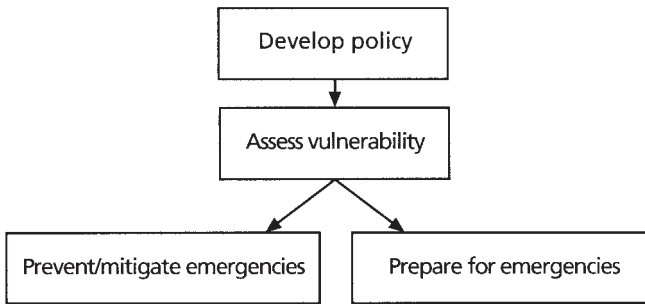 Develop policy
Assess vulnerability
Prevent/mitigate emergencies
Prepare for emergencies